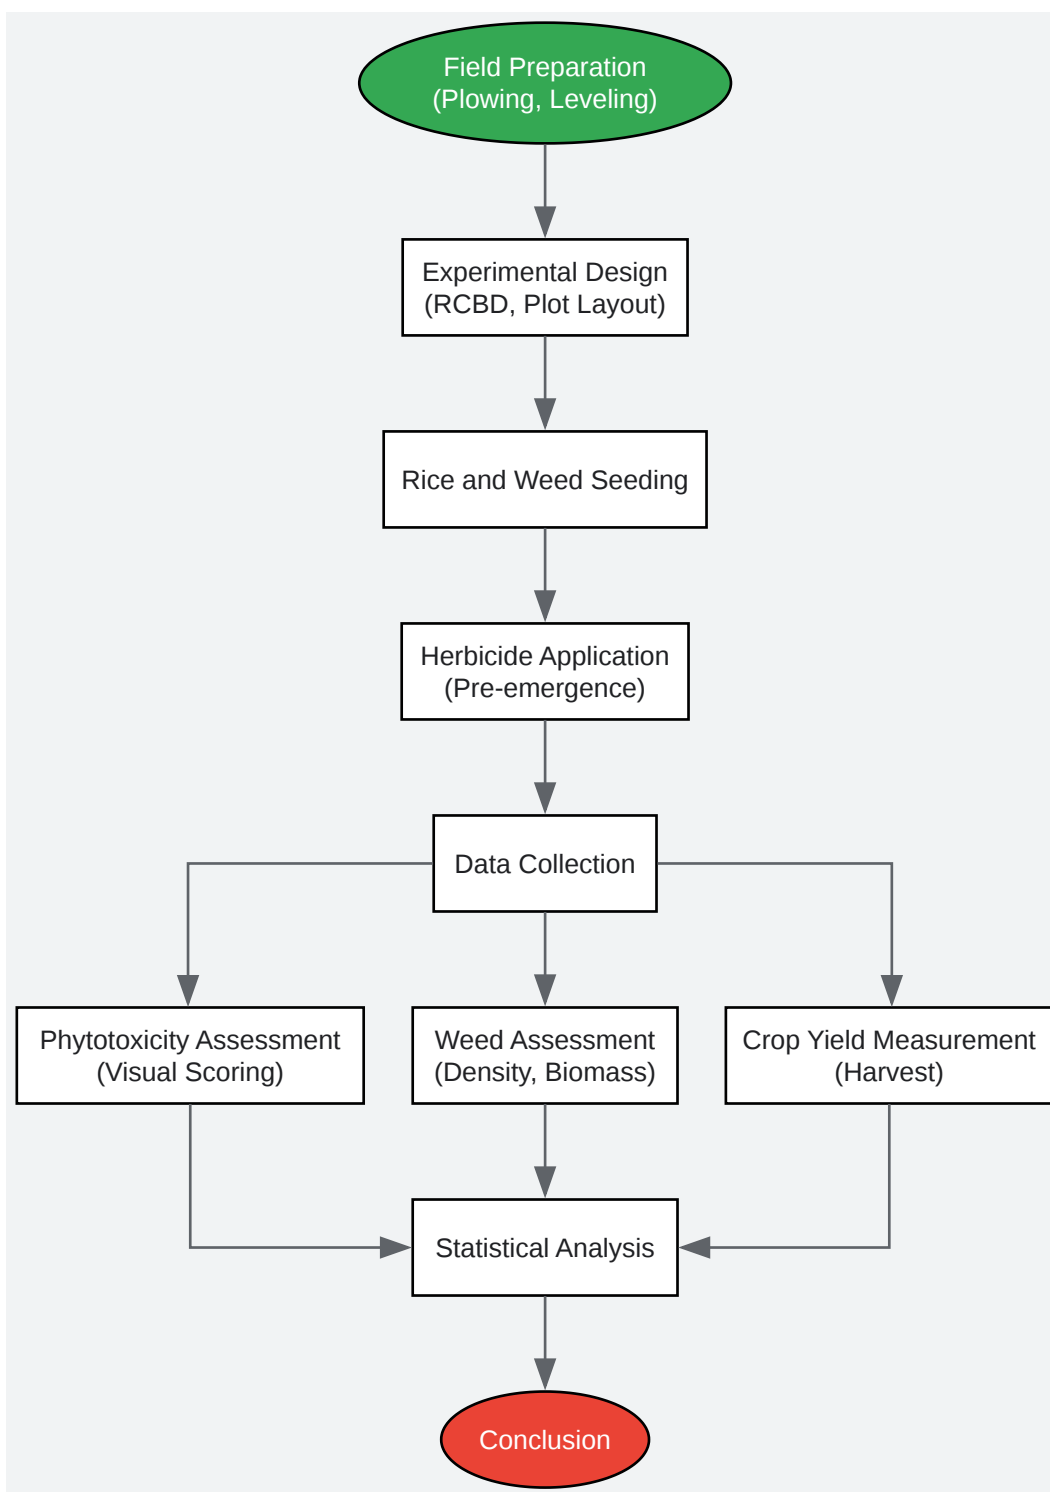 Field Preparation
(Plowing, Leveling)
Experimental Design
(RCBD, Plot Layout)
Rice and Weed Seeding
Herbicide Application
(Pre-emergence)
Data Collection
Phytotoxicity Assessment
(Visual Scoring)
Weed Assessment
(Density, Biomass)
Crop Yield Measurement
(Harvest)
Statistical Analysis
Conclusion